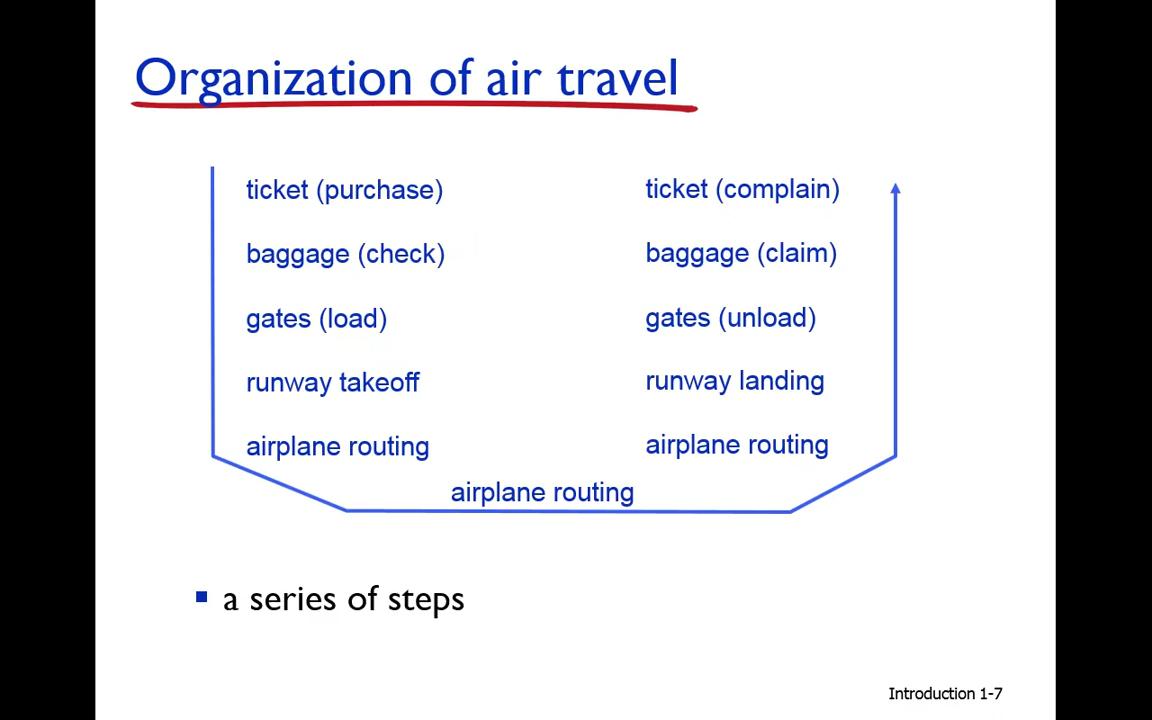 Organization of air travel
ticket (purchase)
baggage (check)
gates (load)
runway takeoff
airplane routing
airplane routing
ticket (complain)
baggage (claim)
gates (unload)
runway landing
airplane routing
a series of steps
Introduction 1-7